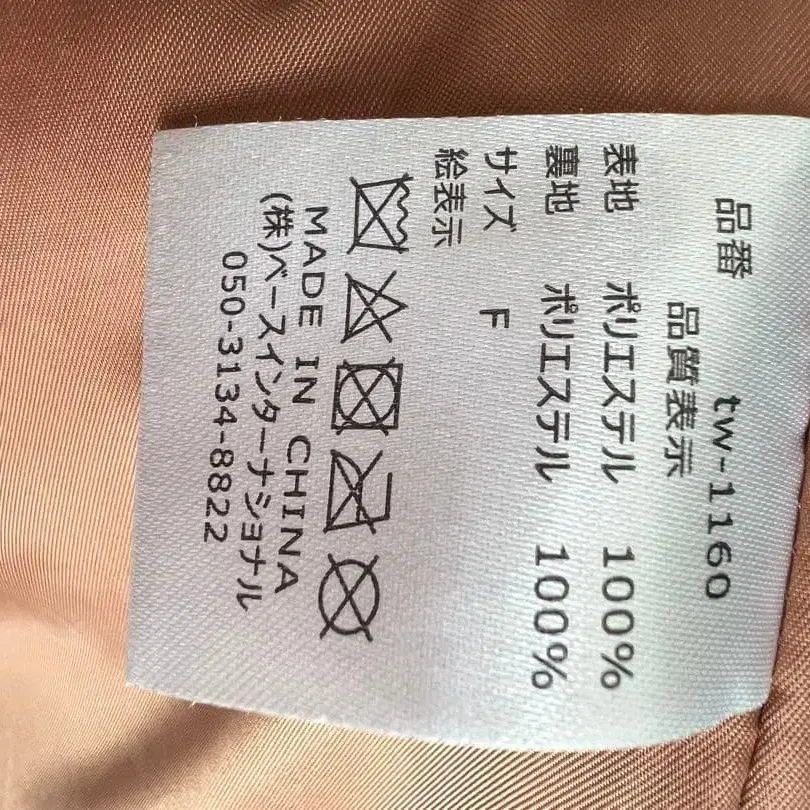 品番 tw-1160
品質表示
表地 ポリエステル 100%
裏地 ポリエステル 100%
サイズ F
絵表示
MADE IN CHINA
(株)ベースインターナショナル
050-3134-8822